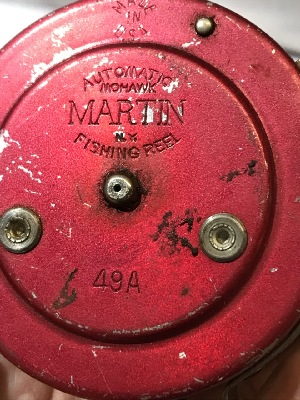 MADE
IN
U.S.A.
AUTOMATIC
MOHAWK
MARTIN
N.Y.
FISHING REEL
49A